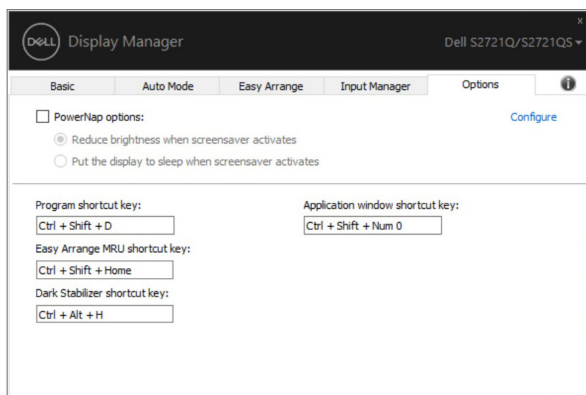 x
DELL Display Manager
Dell S2721Q/S2721QS
Basic
Auto Mode
Easy Arrange
Input Manager
Options
i
PowerNap options:
Configure
Reduce brightness when screensaver activates
Put the display to sleep when screensaver activates
Program shortcut key:
Ctrl + Shift + D
Application window shortcut key:
Ctrl + Shift + Num 0
Easy Arrange MRU shortcut key:
Ctrl + Shift + Home
Dark Stabilizer shortcut key:
Ctrl + Alt + H